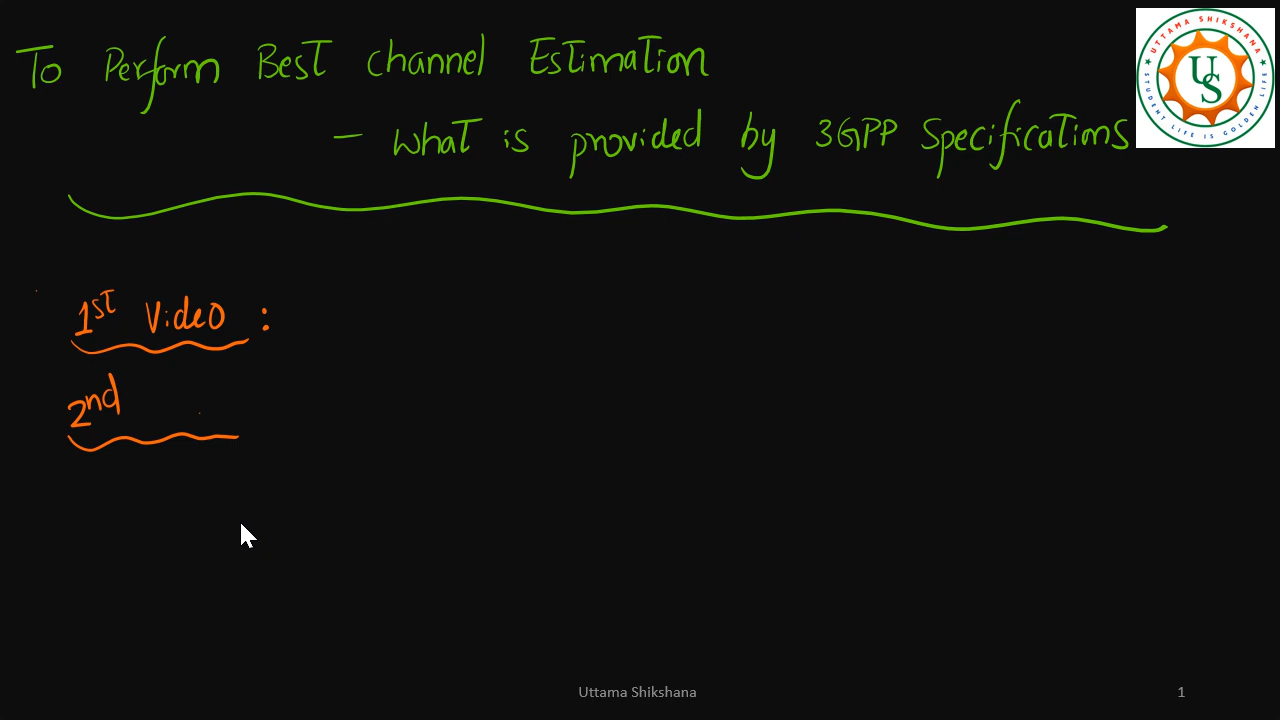 To Perform Best channel Estimation
- what is provided by 3GPP Specifications
UTTAMA SHIKSHANA
US
STUDENT LIFE IS GOLDEN LIFE
1ST Video :
2nd
Uttama Shikshana
1